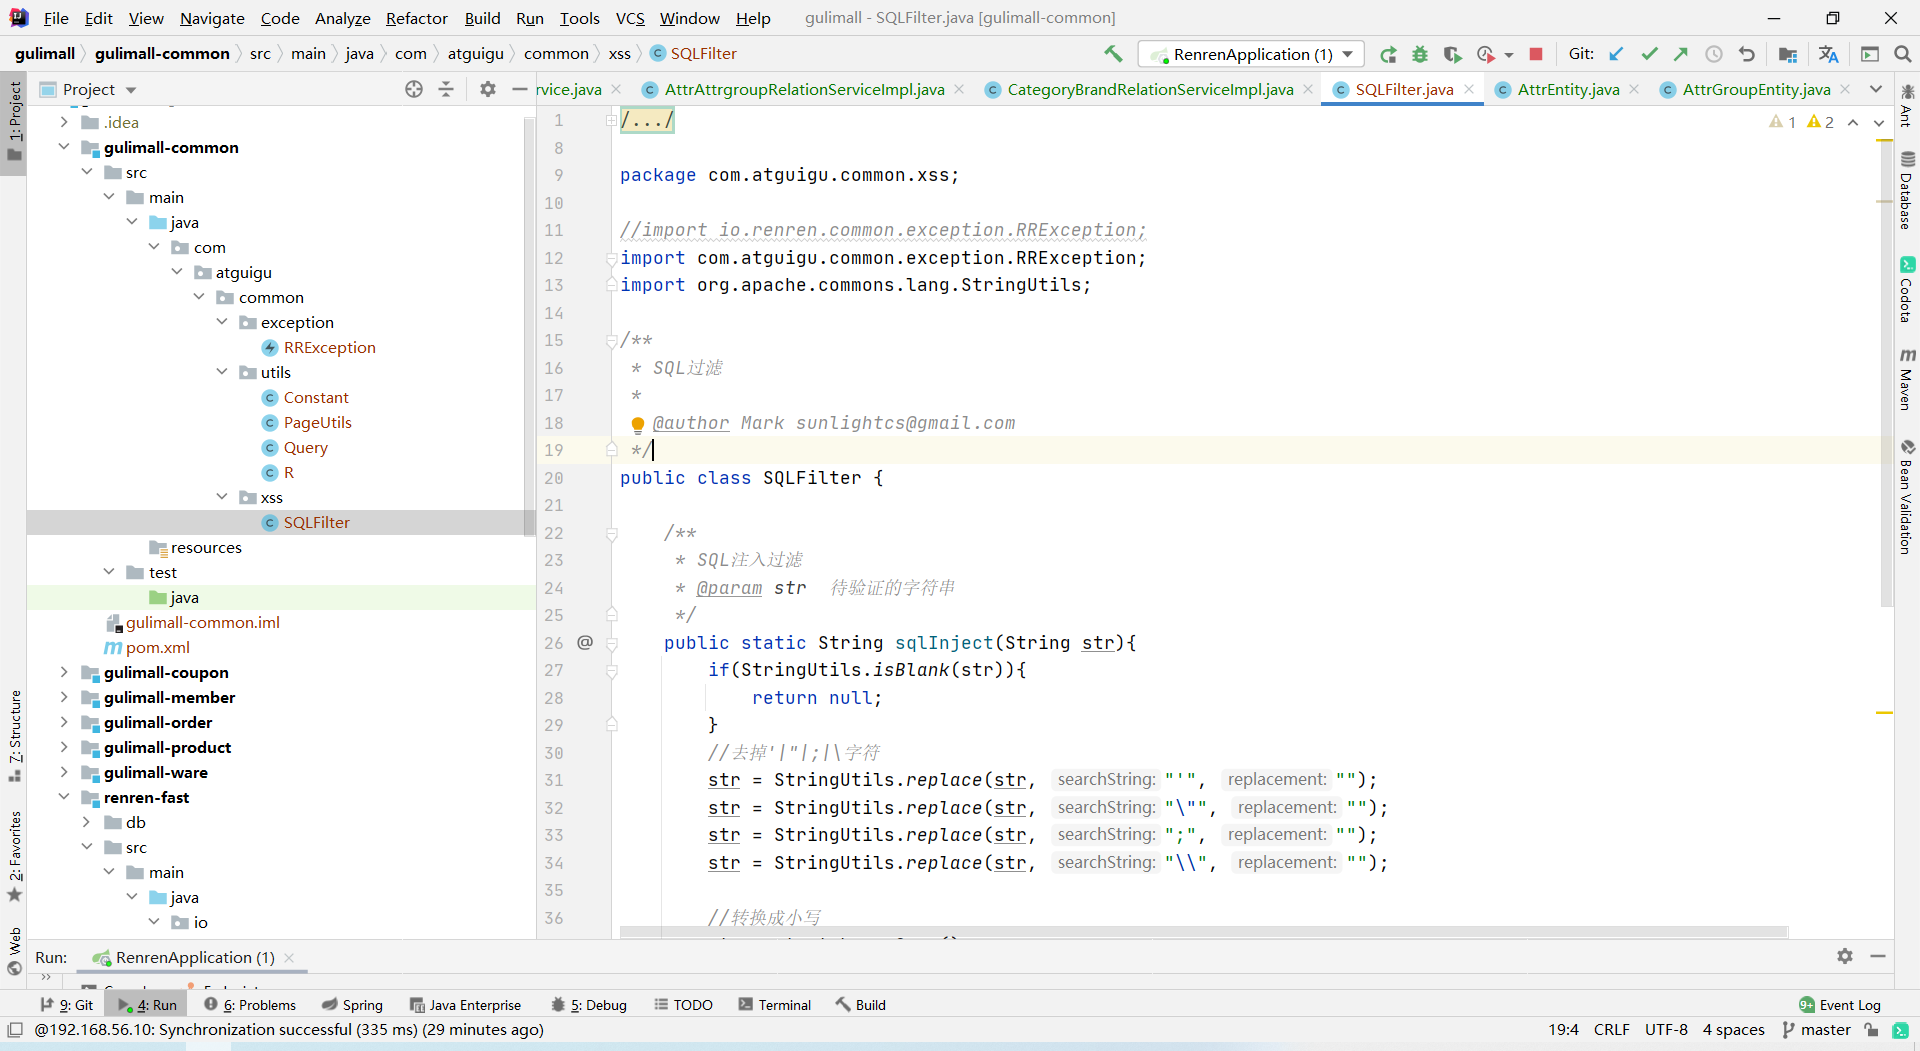 File Edit View Navigate Code Analyze Refactor Build Run Tools VCS Window Help gulimall - SQLFilter.java [gulimall-common]
gulimall gulimall-common src main java com atguigu common xss SQLFilter RenrenApplication (1) Git:
1: Project
Project
rvice.java AttrAttrgroupRelationServiceImpl.java CategoryBrandRelationServiceImpl.java SQLFilter.java AttrEntity.java AttrGroupEntity.java
.idea
gulimall-common
src
main
java
com
atguigu
common
exception
RRException
utils
Constant
PageUtils
Query
R
xss
SQLFilter
resources
test
java
gulimall-common.iml
pom.xml
gulimall-coupon
gulimall-member
gulimall-order
gulimall-product
gulimall-ware
renren-fast
db
src
main
java
io
7: Structure
2: Favorites
Web
1 2
1 /.../
8
9 package com.atguigu.common.xss;
10
11 //import io.renren.common.exception.RRException;
12 import com.atguigu.common.exception.RRException;
13 import org.apache.commons.lang.StringUtils;
14
15 /**
16 * SQL过滤
17 *
18 * @author Mark sunlightcs@gmail.com
19 */
20 public class SQLFilter {
21
22 /**
23 * SQL注入过滤
24 * @param str 待验证的字符串
25 */
26 @ public static String sqlInject(String str){
27 if(StringUtils.isBlank(str)){
28 return null;
29 }
30 //去掉'|"|;|\字符
31 str = StringUtils.replace(str, searchString: "'", replacement: "");
32 str = StringUtils.replace(str, searchString: "\"", replacement: "");
33 str = StringUtils.replace(str, searchString: ";", replacement: "");
34 str = StringUtils.replace(str, searchString: "\\", replacement: "");
35
36 //转换成小写
Ant
Database
Codota
Maven
Bean Validation
Run: RenrenApplication (1)
9: Git 4: Run 6: Problems Spring Java Enterprise 5: Debug TODO Terminal Build 9+ Event Log
@192.168.56.10: Synchronization successful (335 ms) (29 minutes ago) 19:4 CRLF UTF-8 4 spaces master